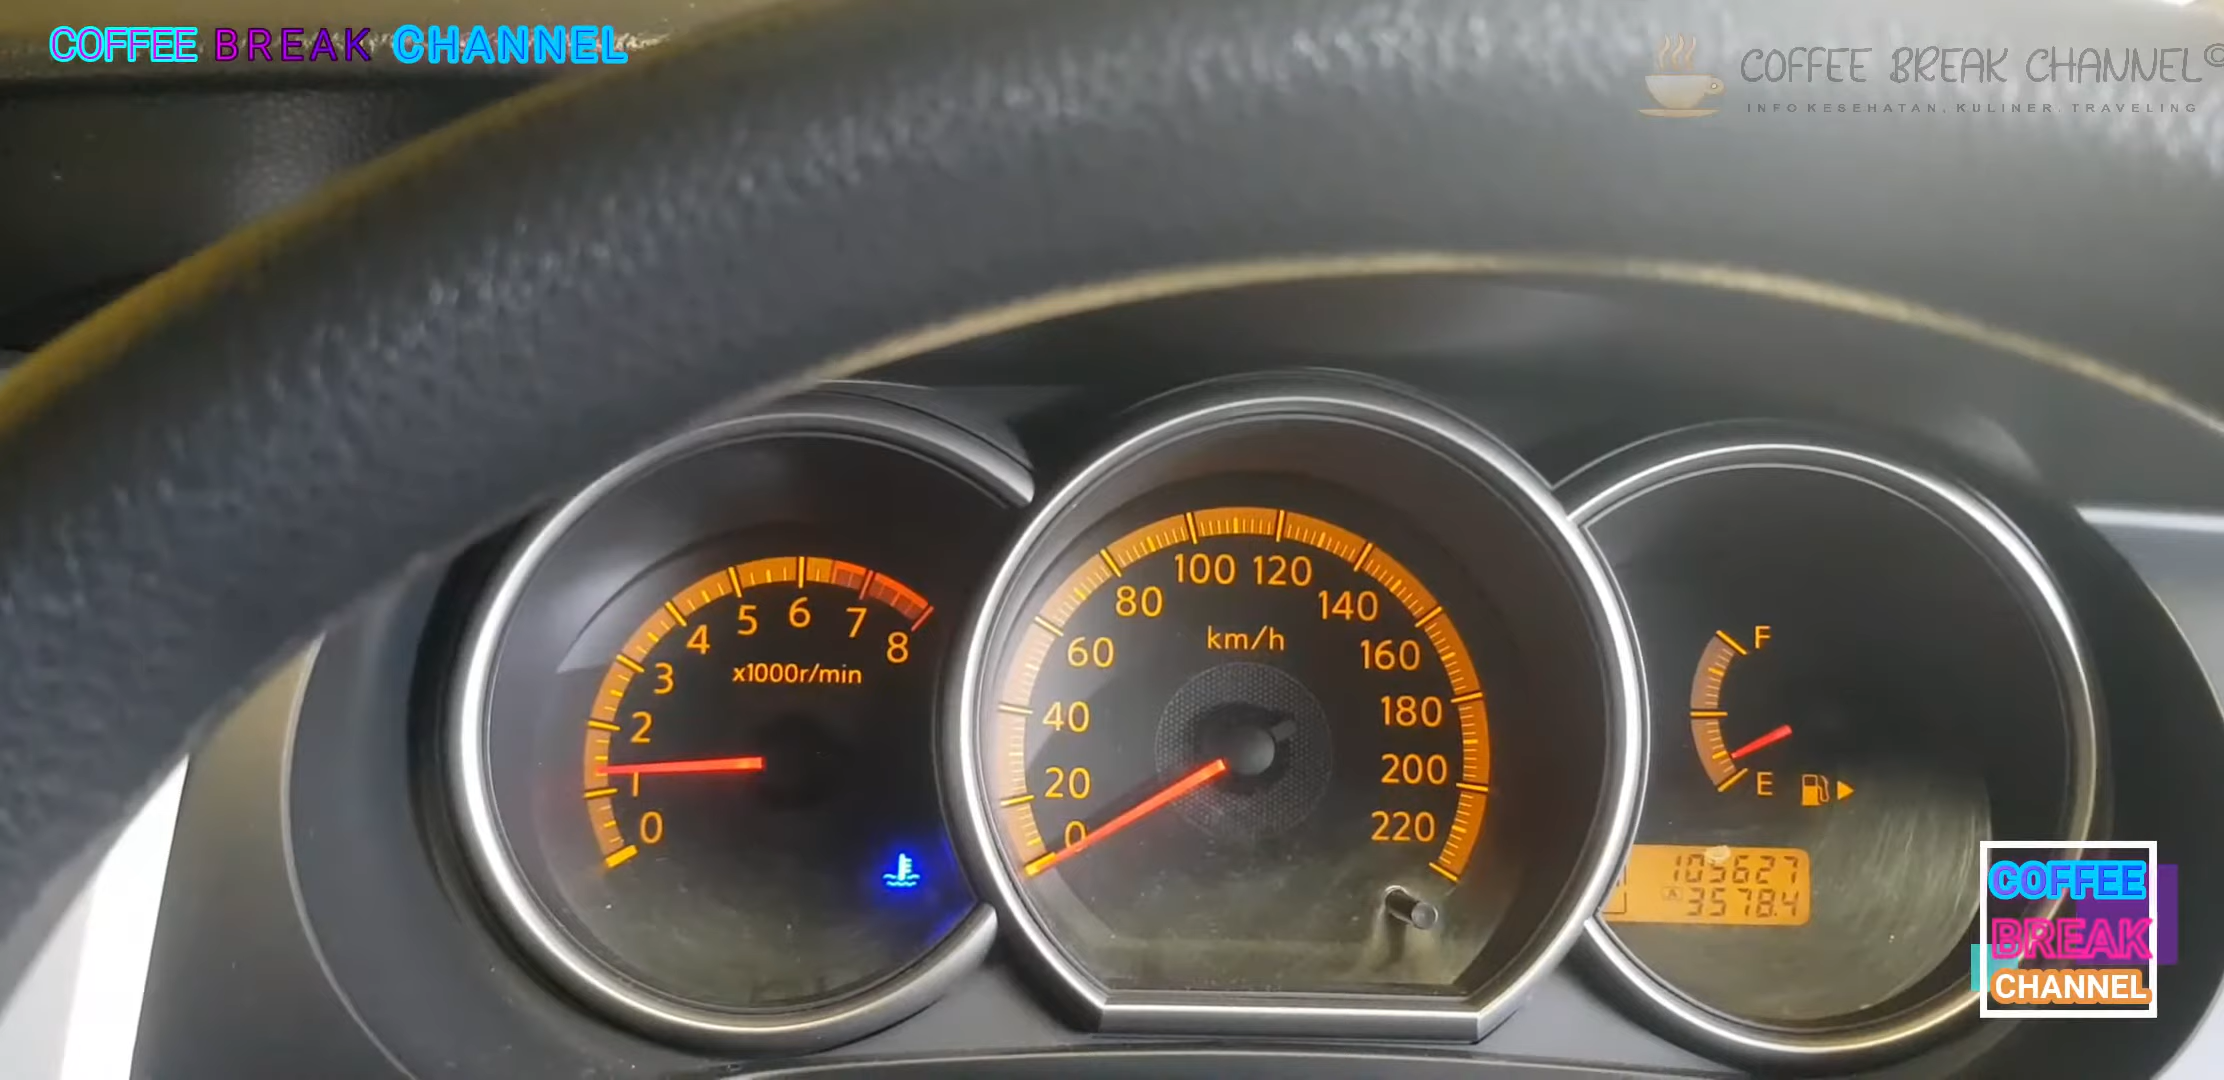 COFFEE BREAK CHANNEL
COFFEE BREAK CHANNEL©
INFO KESEHATAN, KULINER, TRAVELING
0
1
2
3
4
5
6
7
8
x1000r/min
0
20
40
60
80
100
120
140
160
180
200
220
km/h
F
E
105627
A 3578.4
COFFEE
BREAK
CHANNEL